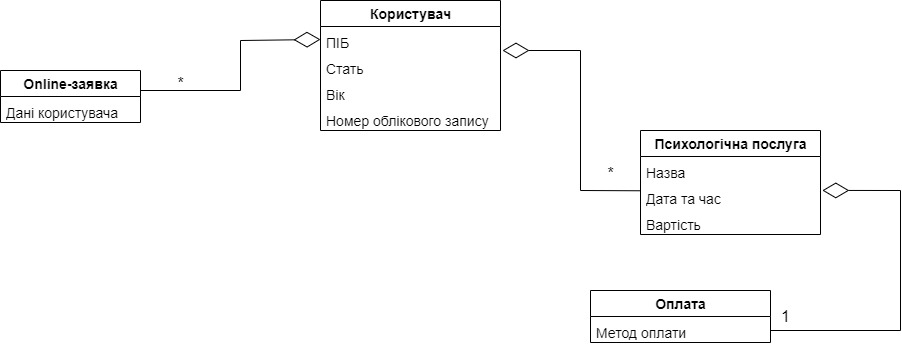 Користувач
ПІБ
Стать
Вік
Номер облікового запису
*
Online-заявка
Дані користувача
Психологічна послуга
*
Назва
Дата та час
Вартість
Оплата
1
Метод оплати